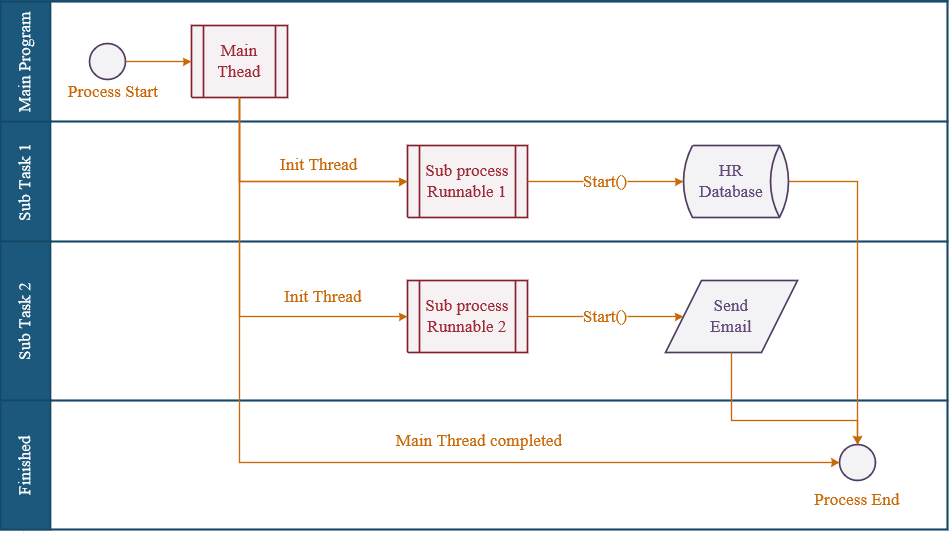 Main Program
Main
Thead
Process Start
Sub Task 1
Init Thread
Sub process
Runnable 1
Start()
HR
Database
Sub Task 2
Init Thread
Sub process
Runnable 2
Start()
Send
Email
Finished
Main Thread completed
Process End